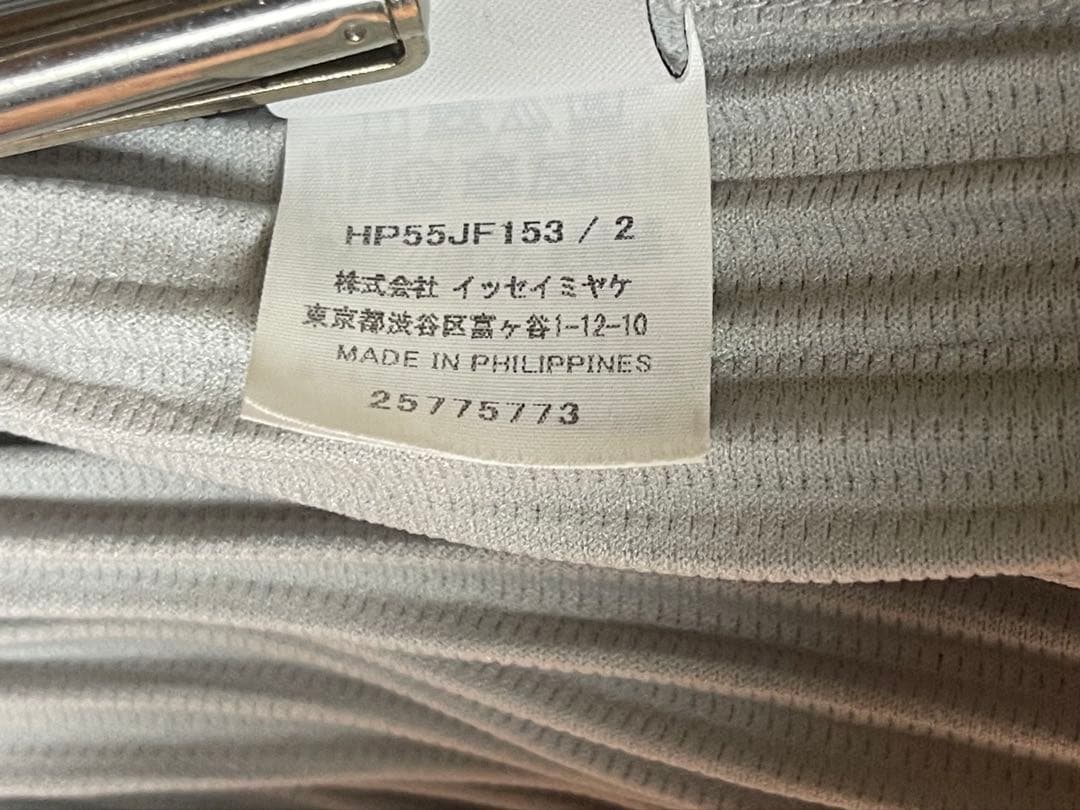 HP55JF153 / 2
株式会社 イッセイミヤケ
東京都渋谷区富ヶ谷1-12-10
MADE IN PHILIPPINES
25775773